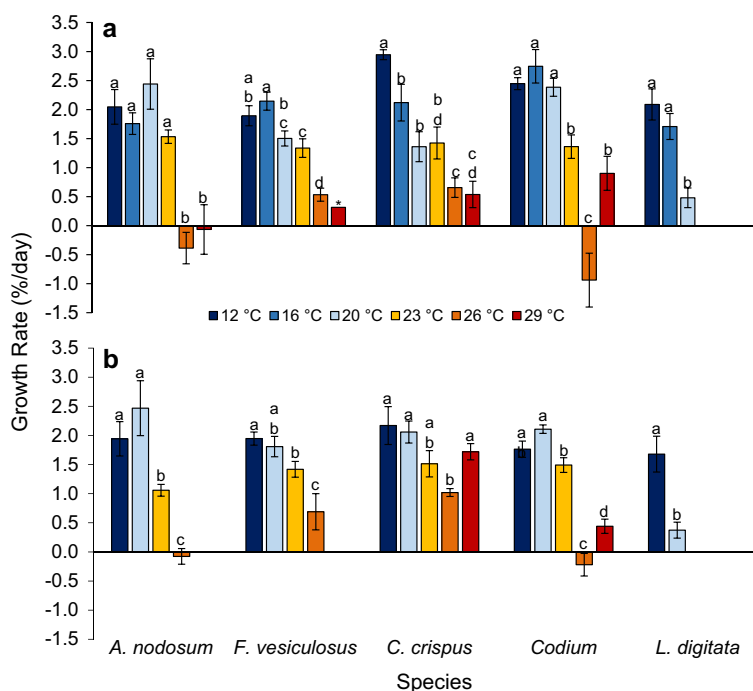 a
3.5
3.0
2.5
2.0
1.5
1.0
0.5
0.0
-0.5
-1.0
-1.5
a a a a b b
a b a b c c d *
a b b b d c c d
a a a b c b
a a b
12 °C 16 °C 20 °C 23 °C 26 °C 29 °C
Growth Rate (%/day)
b
3.5
3.0
2.5
2.0
1.5
1.0
0.5
0.0
-0.5
-1.0
-1.5
a a b c
a a b b c
a a a b b a
a a b c d
a b
A. nodosum F. vesiculosus C. crispus Codium L. digitata
Species